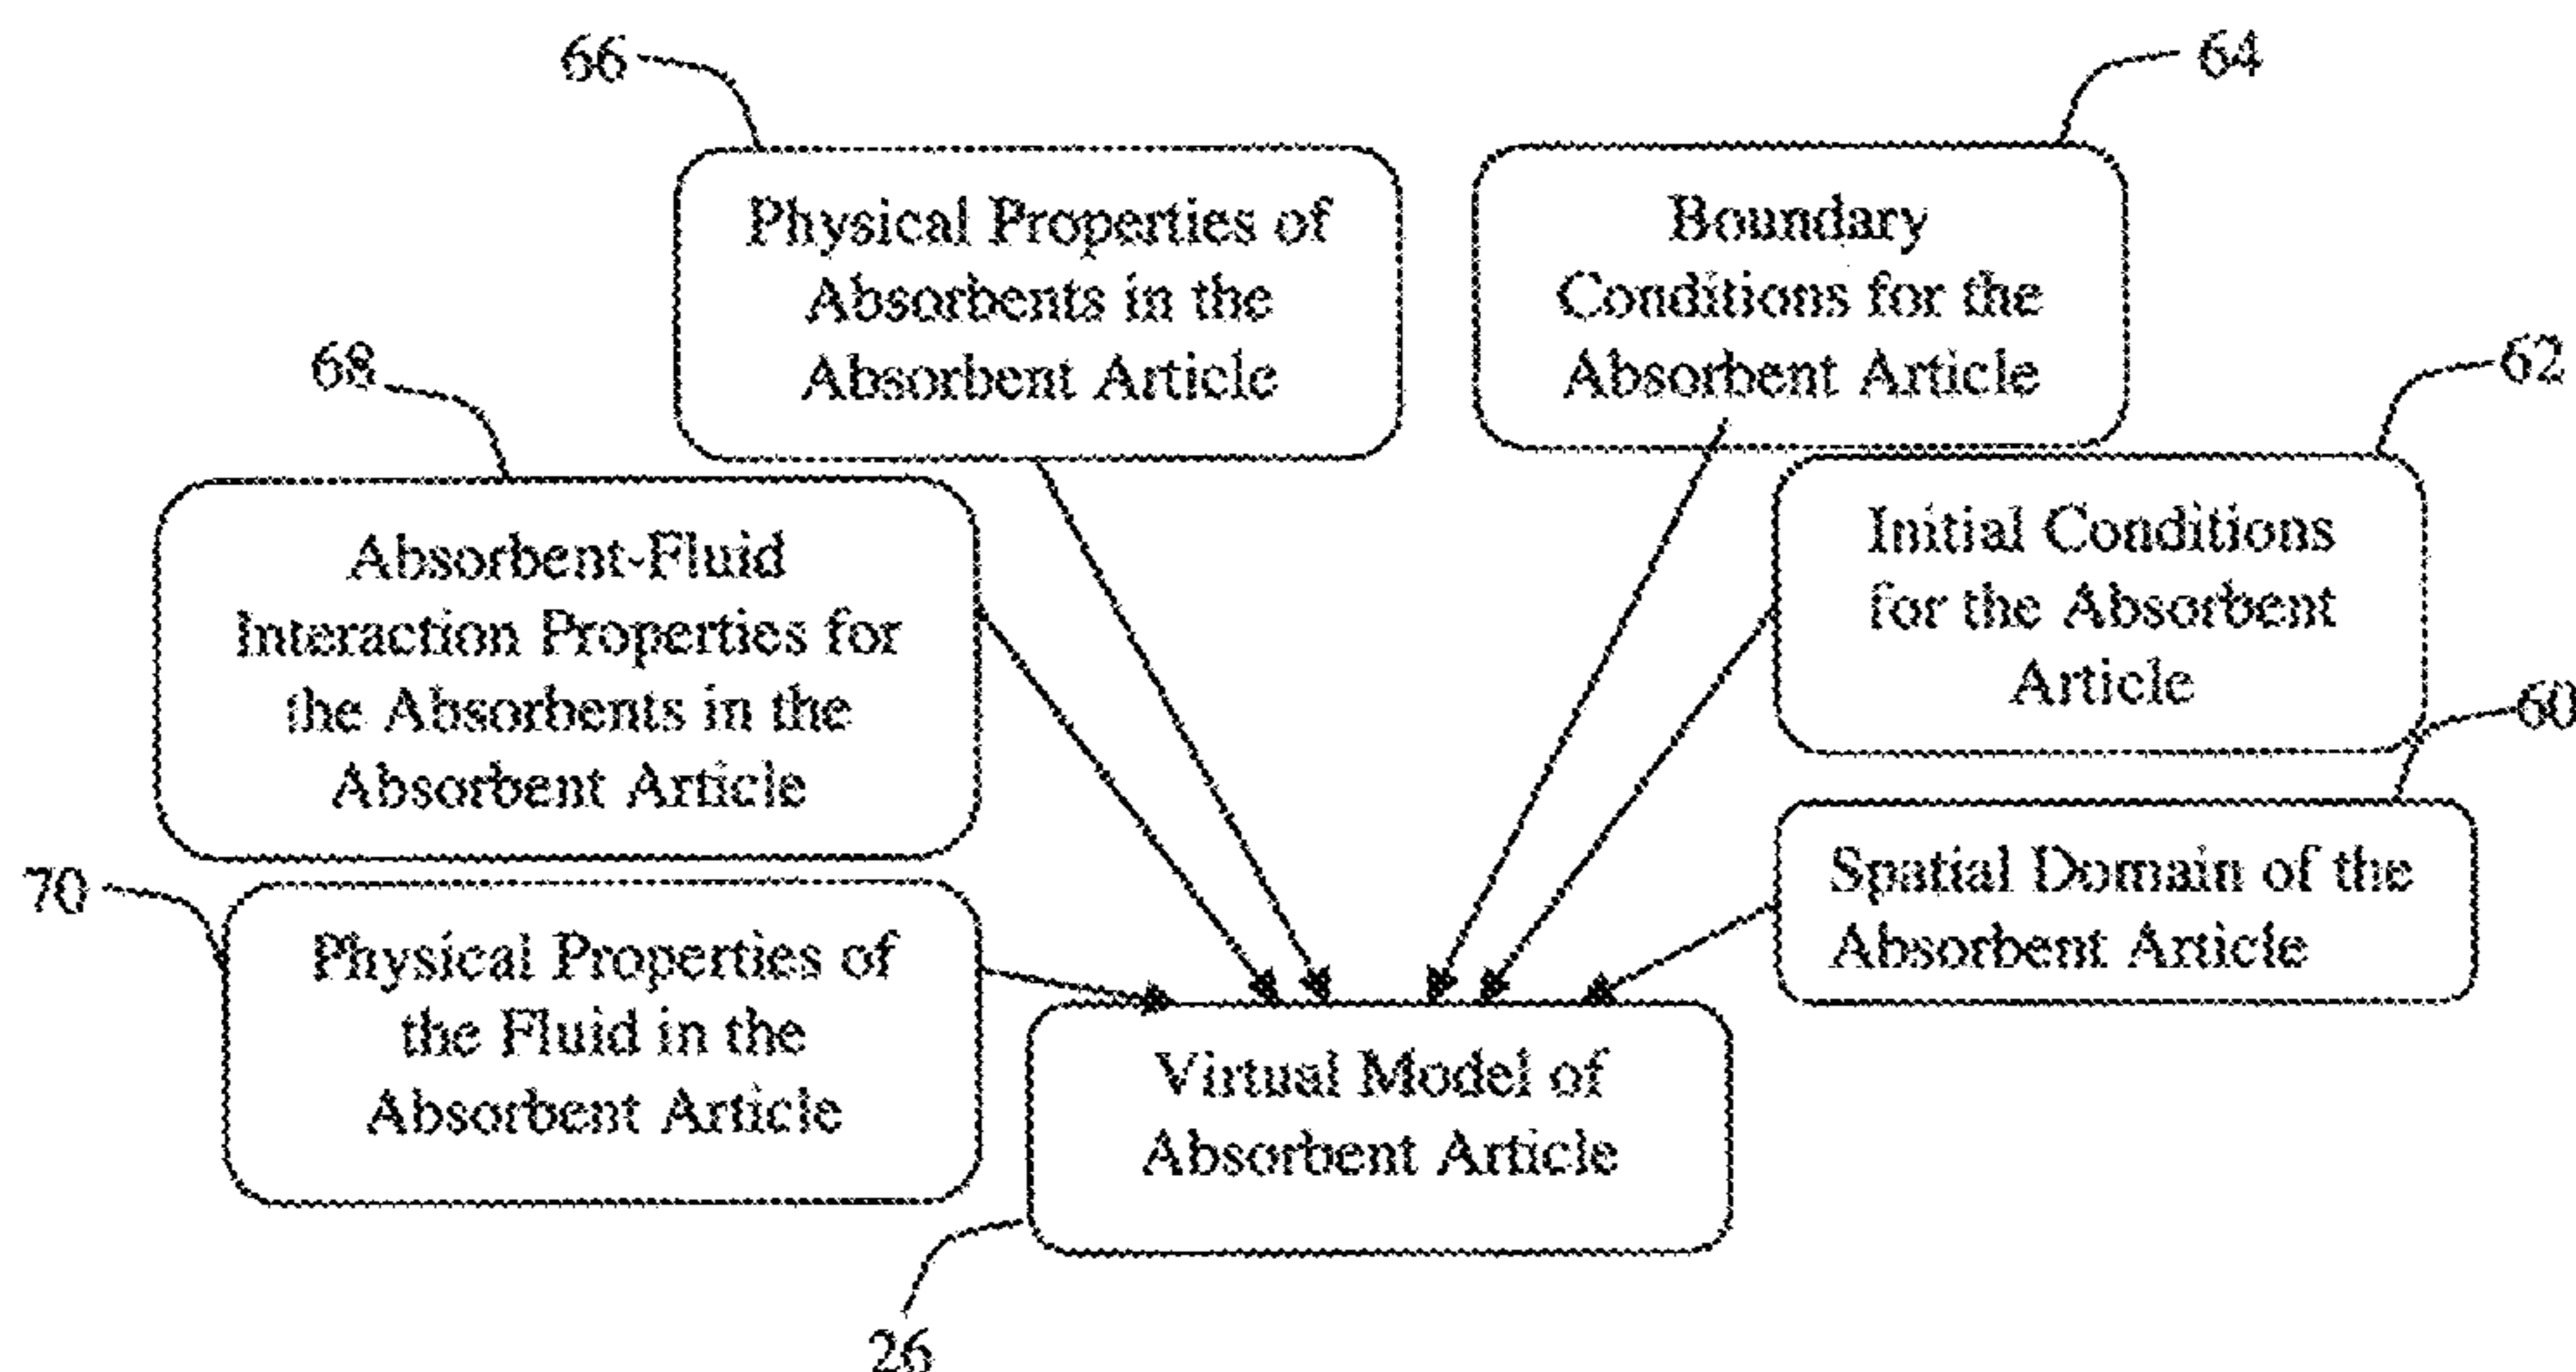 66
64
Physical Properties of
Absorbents in the
Absorbent Article
Boundary
Conditions for the
Absorbent Article
68
62
Absorbent-Fluid
Interaction Properties for
the Absorbents in the
Absorbent Article
Initial Conditions
for the Absorbent
Article
60
70
Physical Properties of
the Fluid in the
Absorbent Article
Spatial Domain of the
Absorbent Article
Virtual Model of
Absorbent Article
26